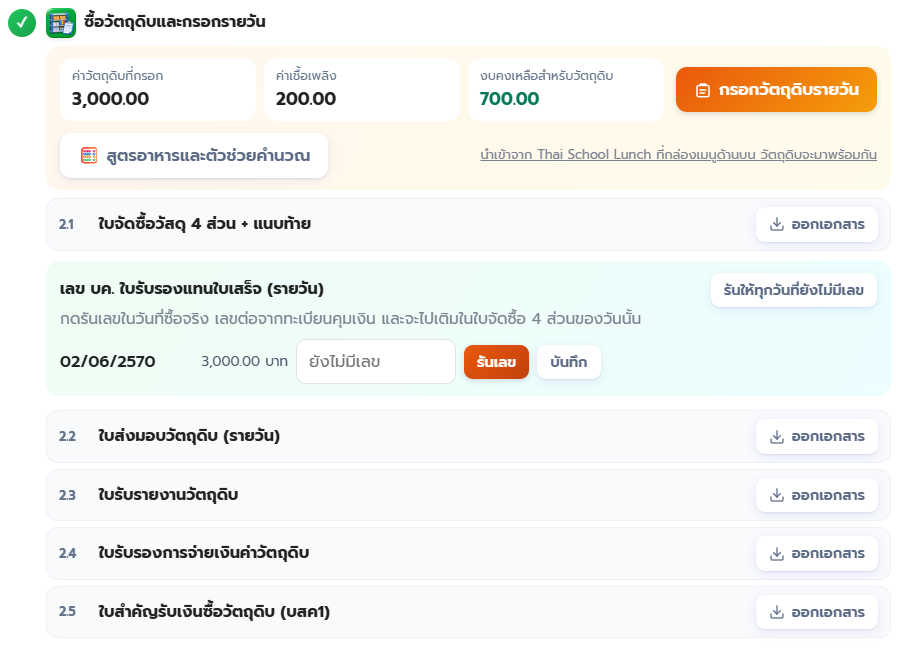 ซื้อวัตถุดิบและกรอกรายวัน
ค่าวัตถุดิบที่กรอก
3,000.00
ค่าเชื้อเพลิง
200.00
งบคงเหลือสำหรับวัตถุดิบ
700.00
กรอกวัตถุดิบรายวัน
สูตรอาหารและตัวช่วยคำนวณ
นำเข้าจาก Thai School Lunch ที่กล่องเมนูด้านบน วัตถุดิบจะมาพร้อมกัน
2.1 ใบจัดซื้อวัสดุ 4 ส่วน + แนบท้าย ออกเอกสาร
เลข บค. ใบรับรองแทนใบเสร็จ (รายวัน)
รันให้ทุกวันที่ยังไม่มีเลข
กดรันเลขในวันที่ซื้อจริง เลขต่อจากทะเบียนคุมเงิน และจะไปเติมในใบจัดซื้อ 4 ส่วนของวันนั้น
02/06/2570 3,000.00 บาท ยังไม่มีเลข รันเลข บันทึก
2.2 ใบส่งมอบวัตถุดิบ (รายวัน) ออกเอกสาร
2.3 ใบรับรายงานวัตถุดิบ ออกเอกสาร
2.4 ใบรับรองการจ่ายเงินค่าวัตถุดิบ ออกเอกสาร
2.5 ใบสำคัญรับเงินซื้อวัตถุดิบ (บสค1) ออกเอกสาร